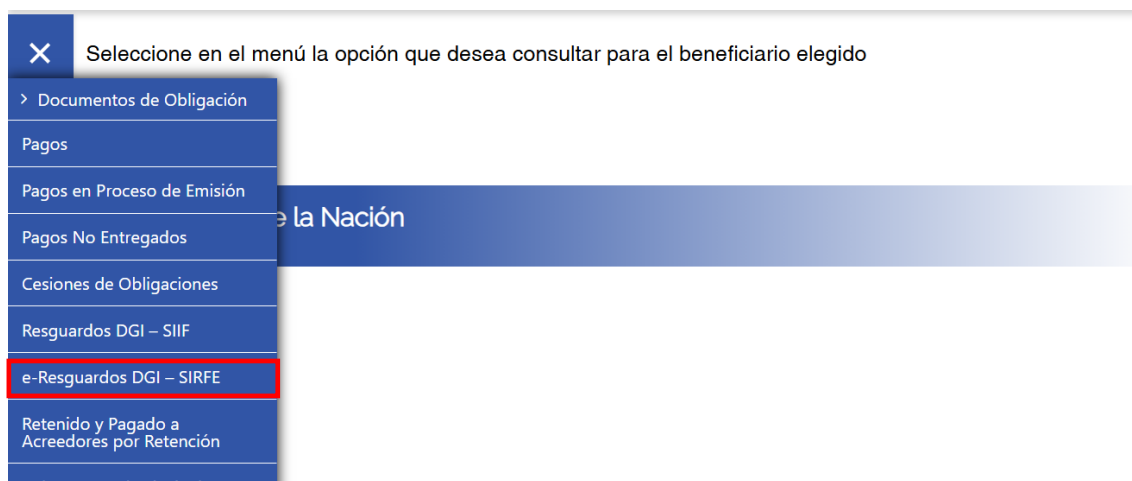 Seleccione en el menú la opción que desea consultar para el beneficiario elegido
> Documentos de Obligación
Pagos
Pagos en Proceso de Emisión
la Nación
Pagos No Entregados
Cesiones de Obligaciones
Resguardos DGI – SIIF
e-Resguardos DGI – SIRFE
Retenido y Pagado a
Acreedores por Retención